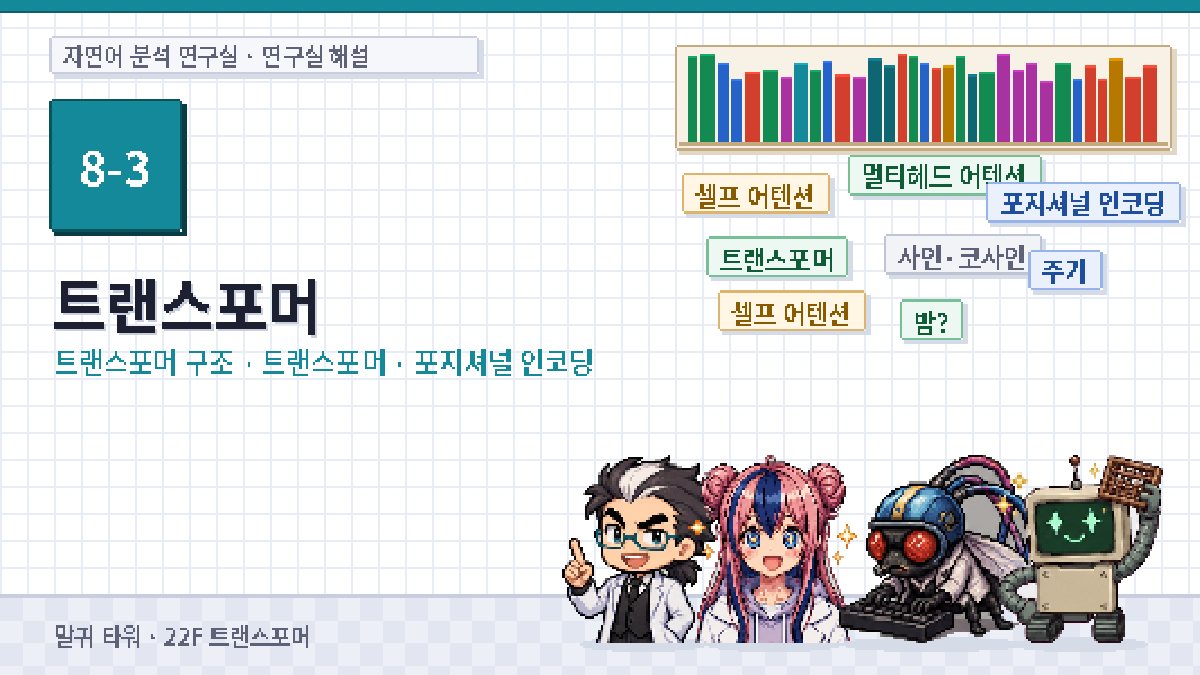 자연어 분석 연구실 · 연구실 해설
8-3
트랜스포머
트랜스포머 구조 · 트랜스포머 · 포지셔널 인코딩
셀프 어텐션
멀티헤드 어텐션
포지셔널 인코딩
트랜스포머
사인·코사인
주기
셀프 어텐션
밤?
말귀 타워 · 22F 트랜스포머